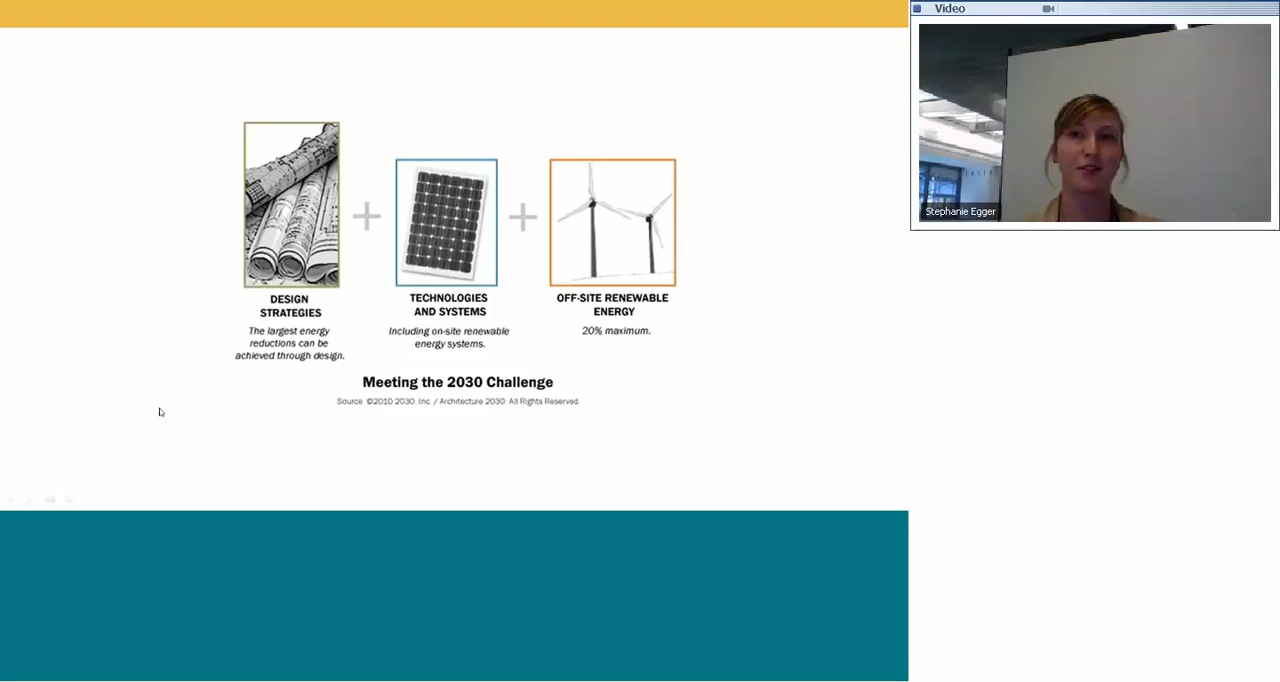 Video
Stephanie Egger
DESIGN
STRATEGIES
The largest energy
reductions can be
achieved through design.
TECHNOLOGIES
AND SYSTEMS
Including on-site renewable
energy systems.
OFF-SITE RENEWABLE
ENERGY
20% maximum.
Meeting the 2030 Challenge
Source: ©2010 2030, Inc. / Architecture 2030. All Rights Reserved.